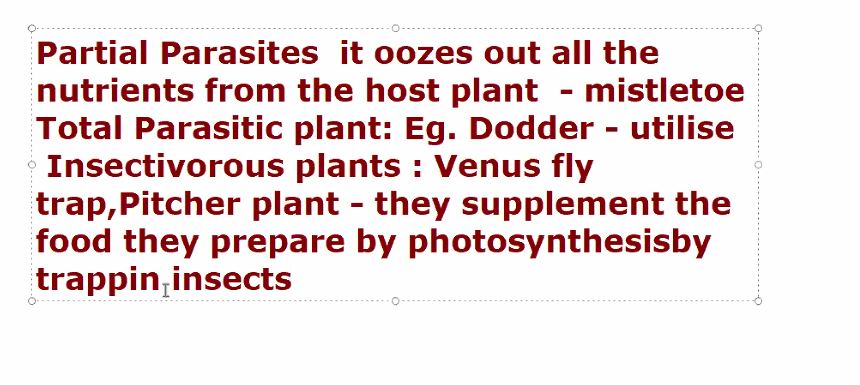 Partial Parasites  it oozes out all the
nutrients from the host plant  - mistletoe
Total Parasitic plant: Eg. Dodder - utilise
Insectivorous plants : Venus fly
trap,Pitcher plant - they supplement the
food they prepare by photosynthesisby
trappin insects